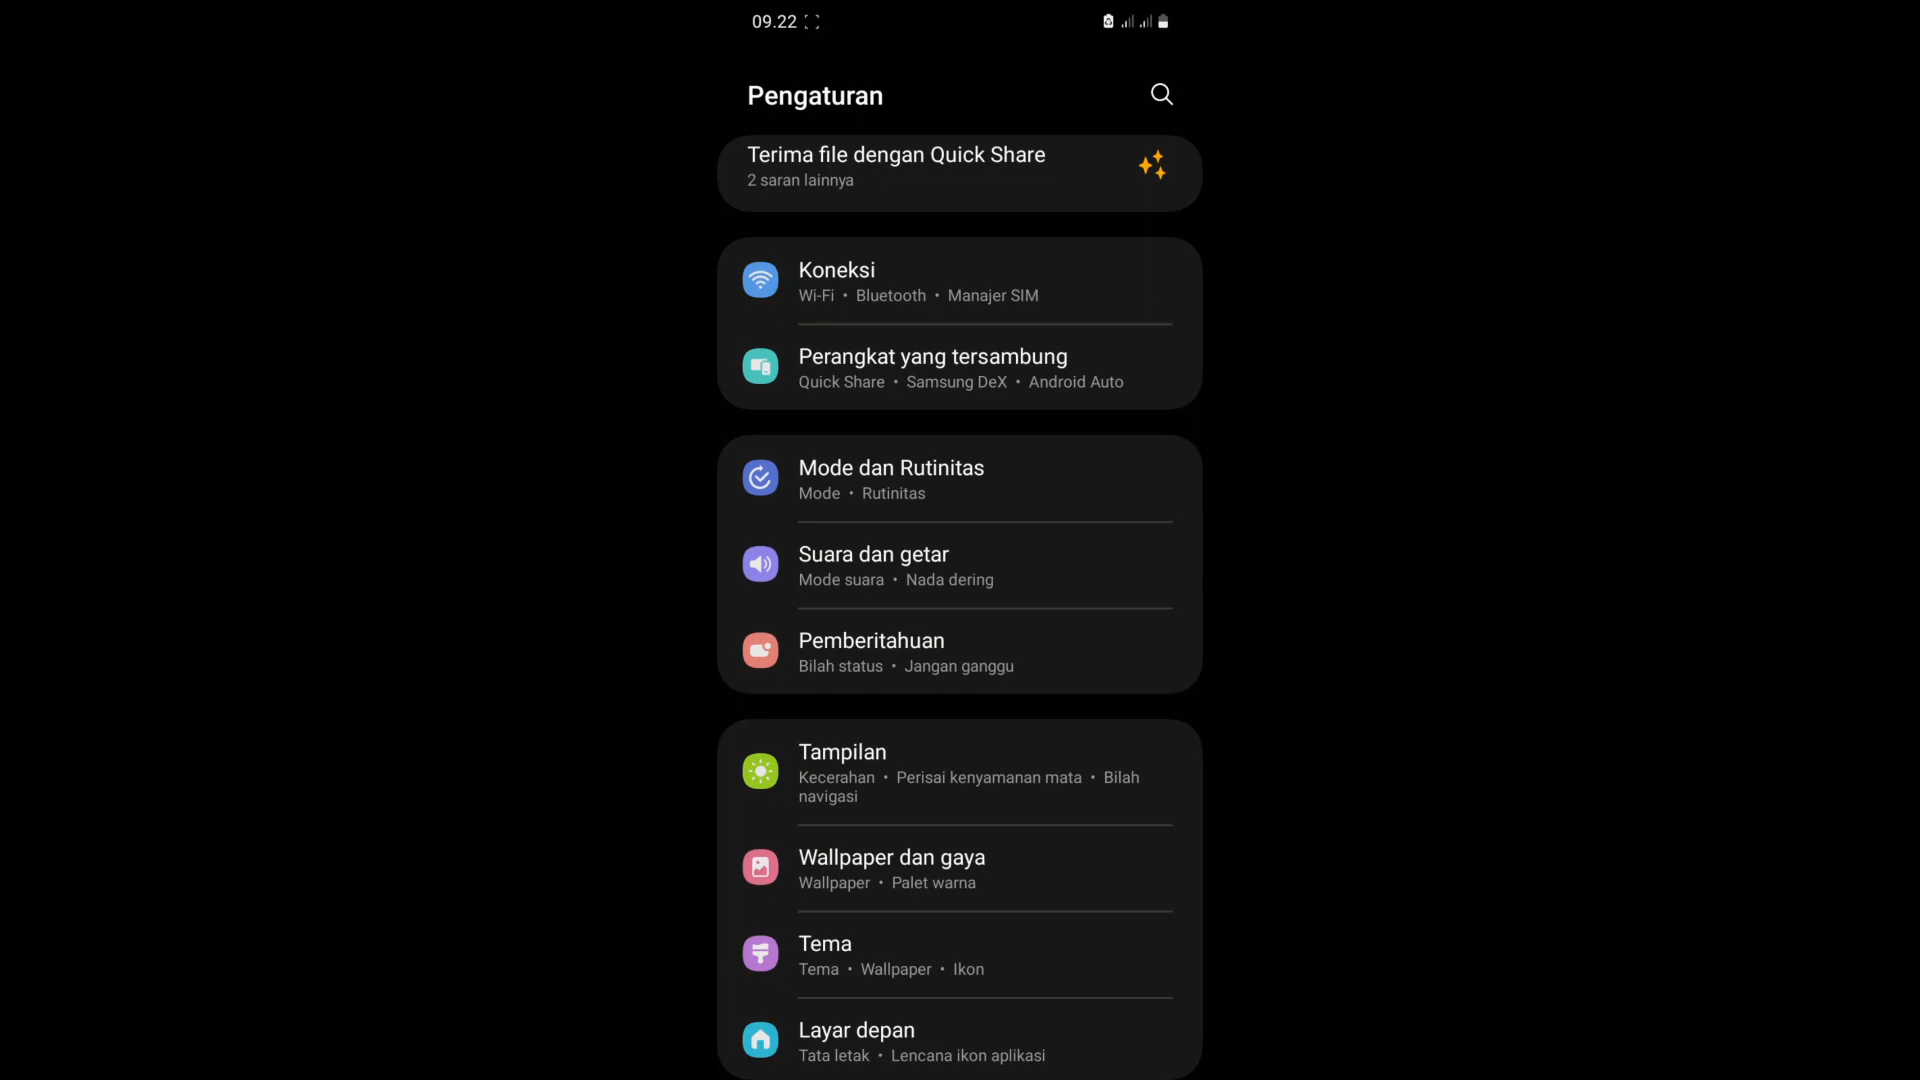 09.22
Pengaturan
Terima file dengan Quick Share
2 saran lainnya
Koneksi
Wi-Fi • Bluetooth • Manajer SIM
Perangkat yang tersambung
Quick Share • Samsung DeX • Android Auto
Mode dan Rutinitas
Mode • Rutinitas
Suara dan getar
Mode suara • Nada dering
Pemberitahuan
Bilah status • Jangan ganggu
Tampilan
Kecerahan • Perisai kenyamanan mata • Bilah
navigasi
Wallpaper dan gaya
Wallpaper • Palet warna
Tema
Tema • Wallpaper • Ikon
Layar depan
Tata letak • Lencana ikon aplikasi